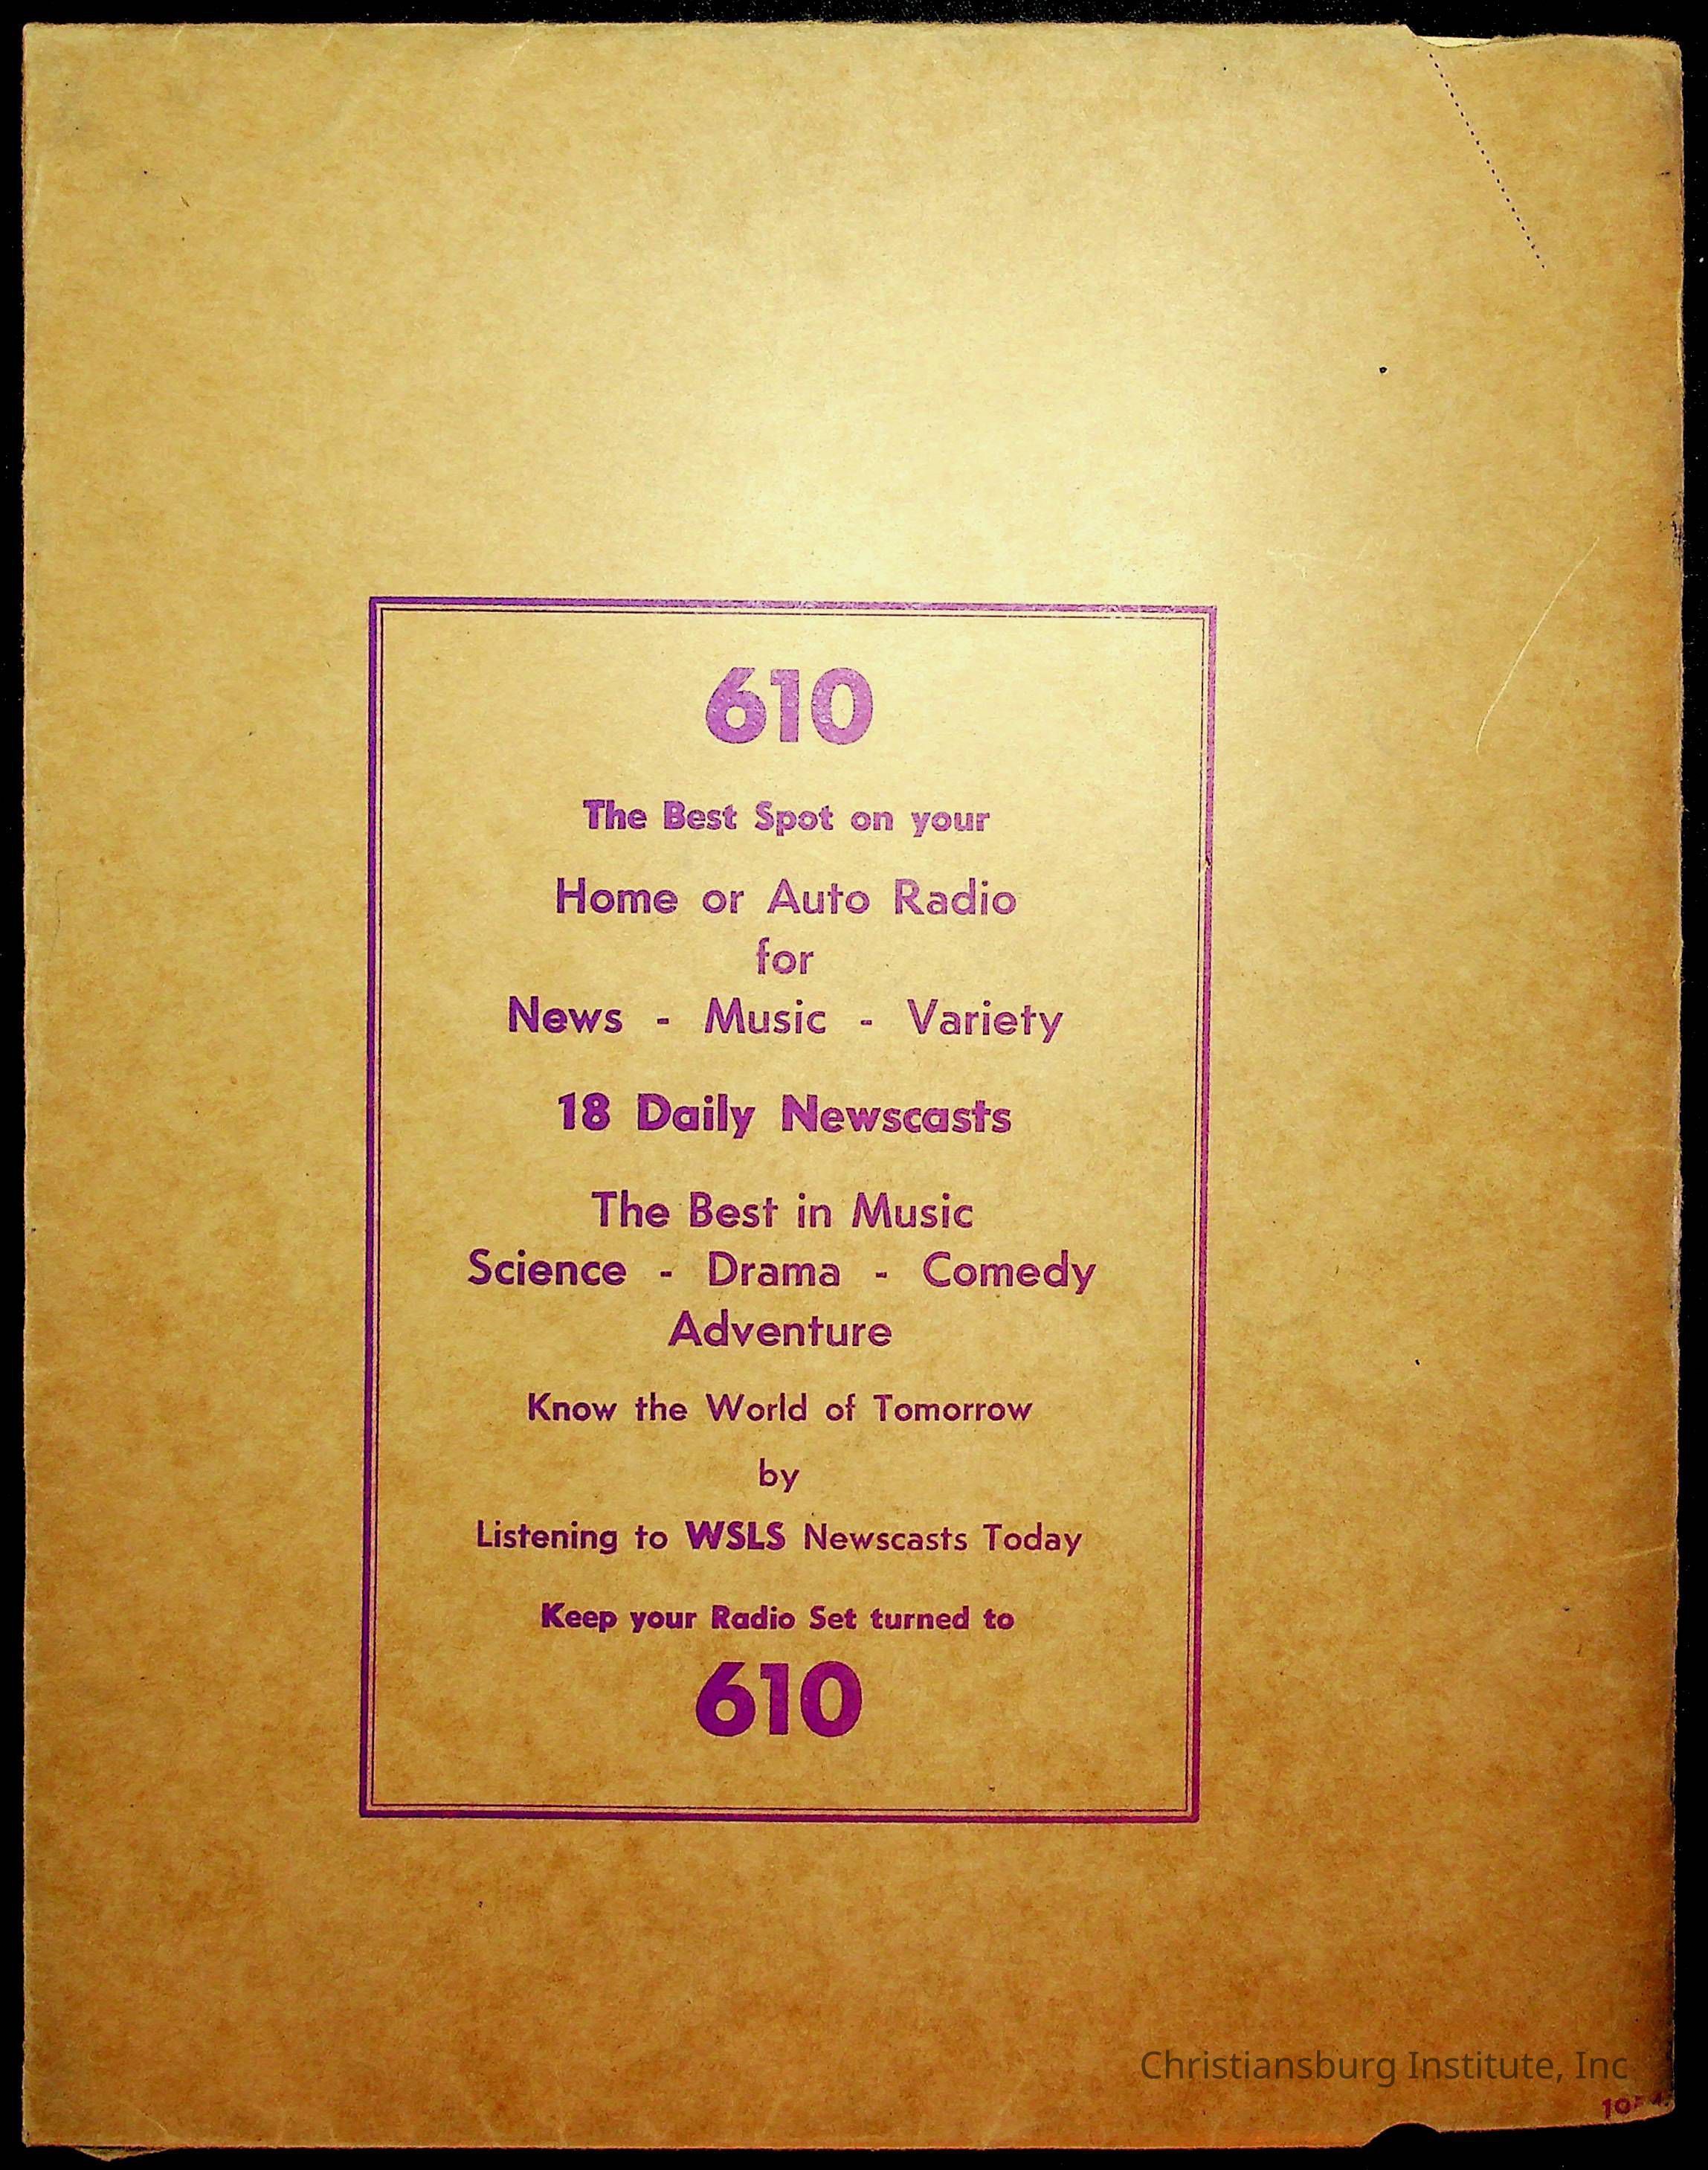 610
The Best Spot on your
Home or Auto Radio
for
News - Music - Variety
18 Daily Newscasts
The Best in Music
Science - Drama - Comedy
Adventure
Know the World of Tomorrow
by
Listening to WSLS Newscasts Today
Keep your Radio Set turned to
610
Christiansburg Institute, Inc